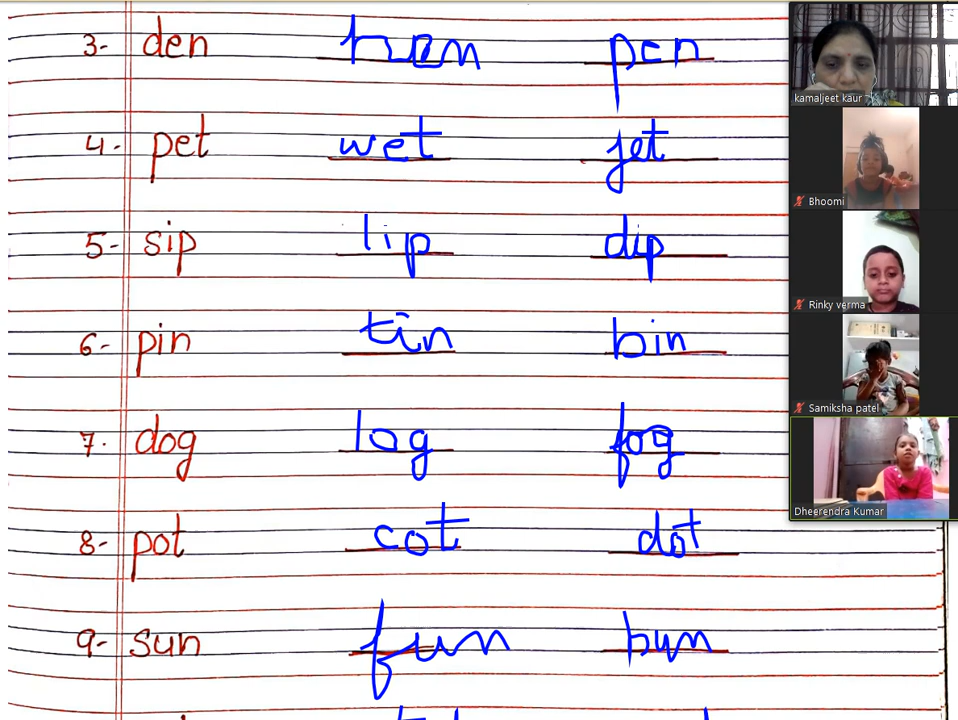 3- den hen pen
kamaljeet kaur
4- pet wet jet
Bhoomi
5- sip lip dip
Rinky verma
6- pin tin bin
Samiksha patel
7. dog log fog
Dheerendra Kumar
8- pot cot dot
9- sun fun bun